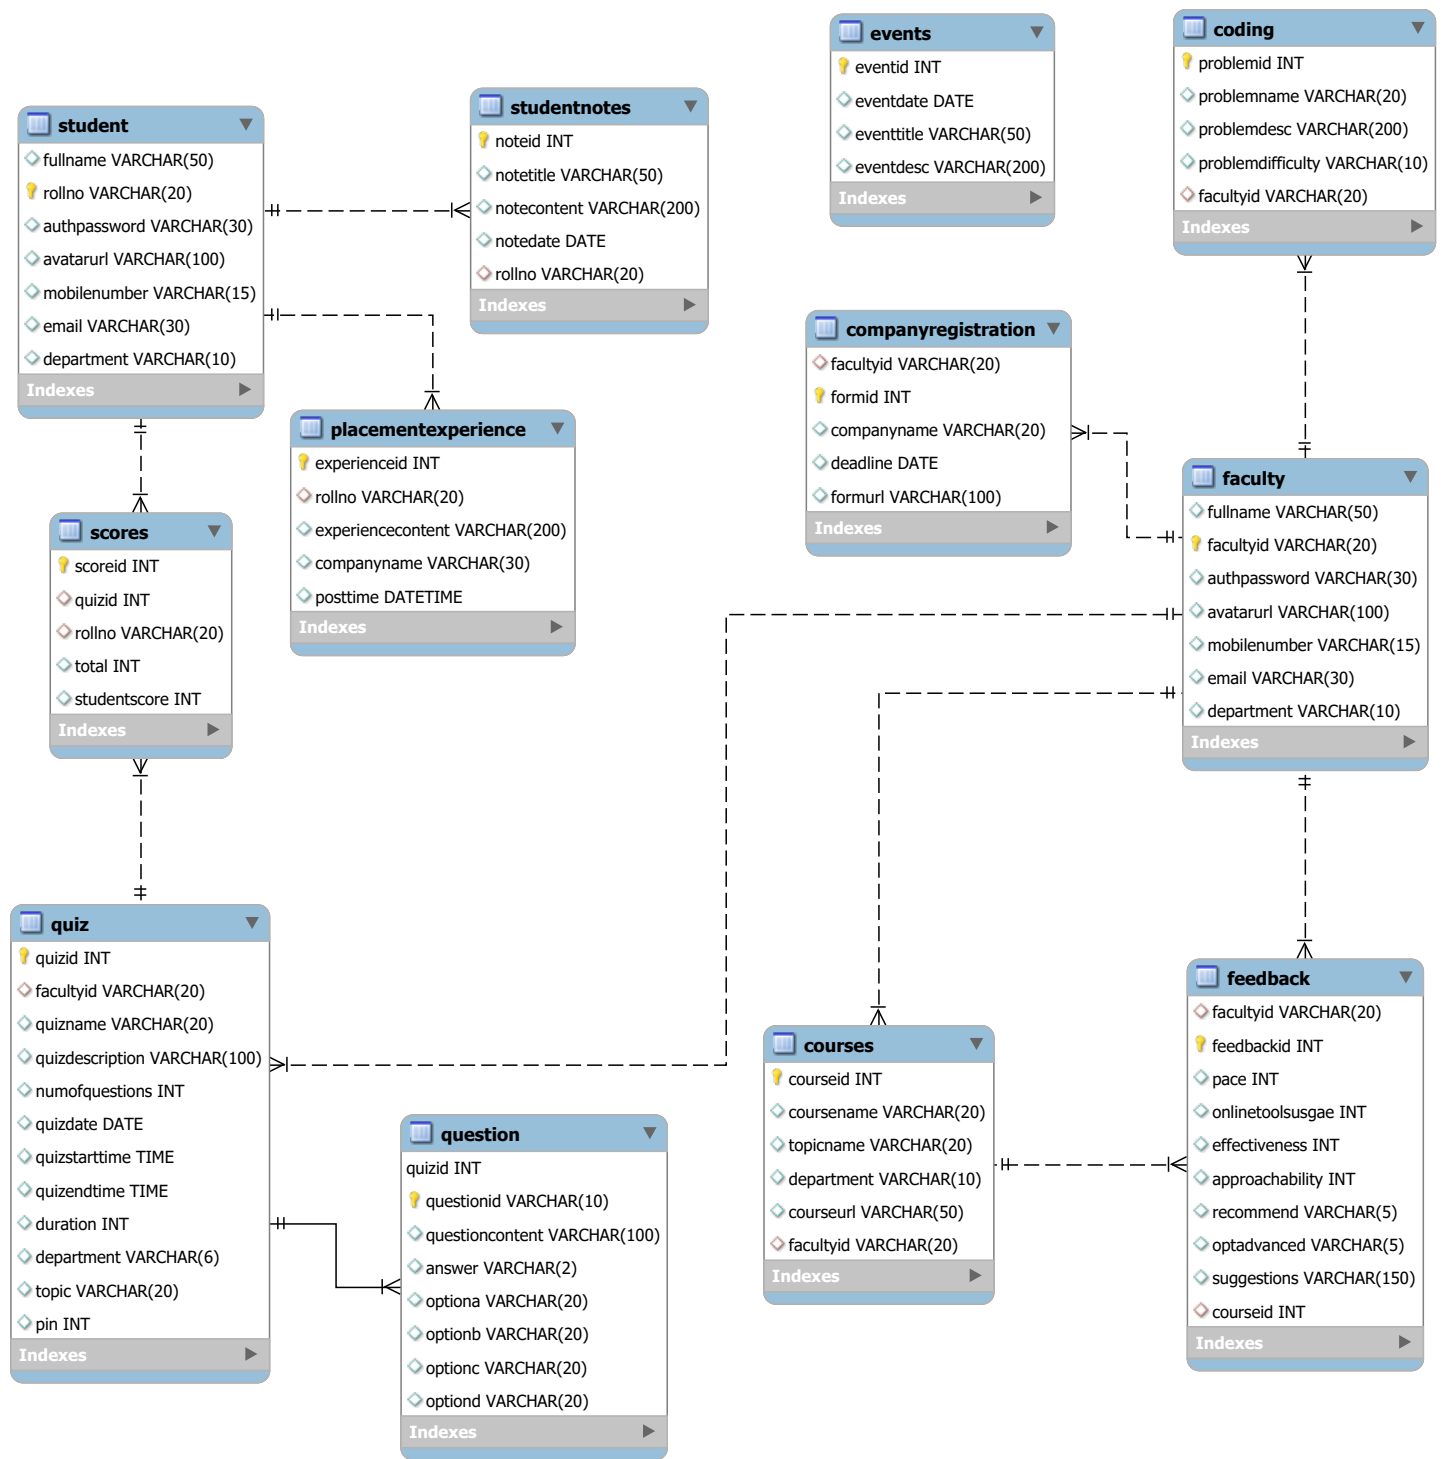 student
fullname VARCHAR(50)
rollno VARCHAR(20)
authpassword VARCHAR(30)
avatarurl VARCHAR(100)
mobilenumber VARCHAR(15)
email VARCHAR(30)
department VARCHAR(10)
Indexes
studentnotes
noteid INT
notetitle VARCHAR(50)
notecontent VARCHAR(200)
notedate DATE
rollno VARCHAR(20)
Indexes
events
eventid INT
eventdate DATE
eventtitle VARCHAR(50)
eventdesc VARCHAR(200)
Indexes
coding
problemid INT
problemname VARCHAR(20)
problemdesc VARCHAR(200)
problemdifficulty VARCHAR(10)
facultyid VARCHAR(20)
Indexes
placementexperience
experienceid INT
rollno VARCHAR(20)
experiencecontent VARCHAR(200)
companyname VARCHAR(30)
posttime DATETIME
Indexes
companyregistration
facultyid VARCHAR(20)
formid INT
companyname VARCHAR(20)
deadline DATE
formurl VARCHAR(100)
Indexes
scores
scoreid INT
quizid INT
rollno VARCHAR(20)
total INT
studentscore INT
Indexes
faculty
fullname VARCHAR(50)
facultyid VARCHAR(20)
authpassword VARCHAR(30)
avatarurl VARCHAR(100)
mobilenumber VARCHAR(15)
email VARCHAR(30)
department VARCHAR(10)
Indexes
quiz
quizid INT
facultyid VARCHAR(20)
quizname VARCHAR(20)
quizdescription VARCHAR(100)
numofquestions INT
quizdate DATE
quizstarttime TIME
quizendtime TIME
duration INT
department VARCHAR(6)
topic VARCHAR(20)
pin INT
Indexes
question
quizid INT
questionid VARCHAR(10)
questioncontent VARCHAR(100)
answer VARCHAR(2)
optiona VARCHAR(20)
optionb VARCHAR(20)
optionc VARCHAR(20)
optiond VARCHAR(20)
Indexes
courses
courseid INT
coursename VARCHAR(20)
topicname VARCHAR(20)
department VARCHAR(10)
courseurl VARCHAR(50)
facultyid VARCHAR(20)
Indexes
feedback
facultyid VARCHAR(20)
feedbackid INT
pace INT
onlinetoolsusgae INT
effectiveness INT
approachability INT
recommend VARCHAR(5)
optadvanced VARCHAR(5)
suggestions VARCHAR(150)
courseid INT
Indexes